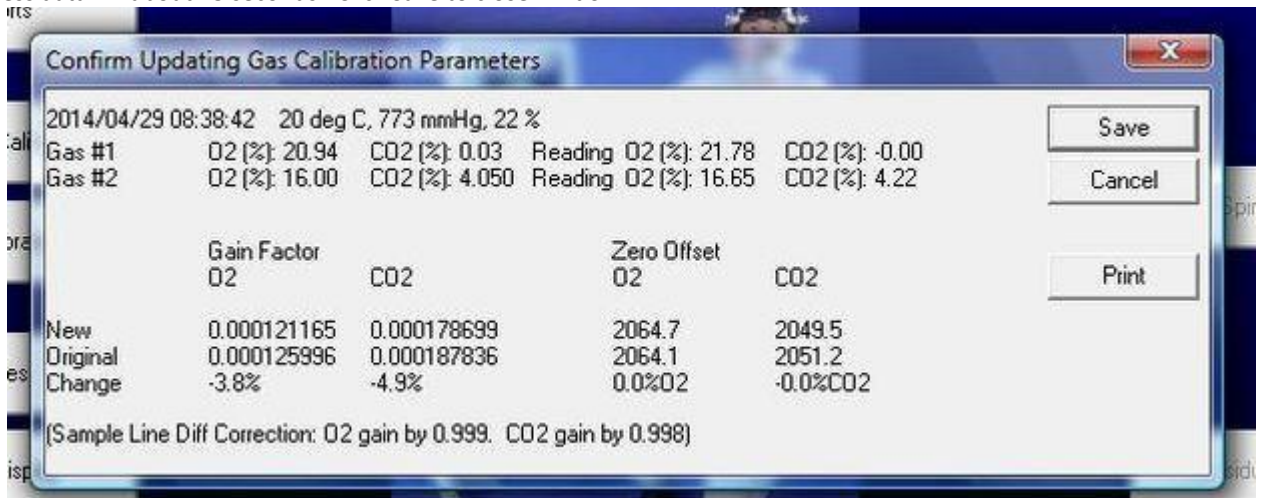 Confirm Updating Gas Calibration Parameters
2014/04/29 08:38:42 20 deg C, 773 mmHg, 22 %
Gas #1 O2 (%): 20.94 CO2 (%): 0.03 Reading O2 (%): 21.78 CO2 (%): -0.00
Gas #2 O2 (%): 16.00 CO2 (%): 4.050 Reading O2 (%): 16.65 CO2 (%): 4.22
Save
Cancel
Gain Factor Zero Offset
O2 CO2 O2 CO2
Print
New 0.000121165 0.000178699 2064.7 2049.5
Original 0.000125996 0.000187836 2064.1 2051.2
Change -3.8% -4.9% 0.0%O2 -0.0%CO2
(Sample Line Diff Correction: O2 gain by 0.999. CO2 gain by 0.998)